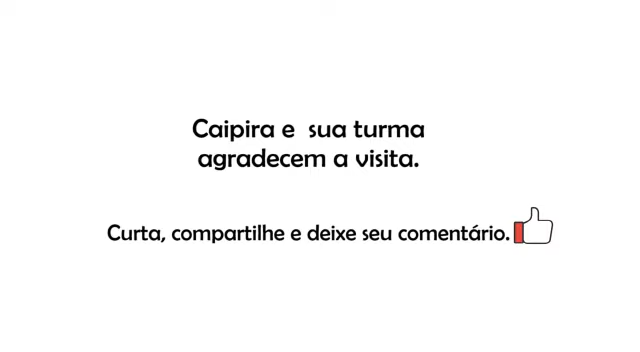 Caipira e sua turma
agradecem a visita.
Curta, compartilhe e deixe seu comentário.